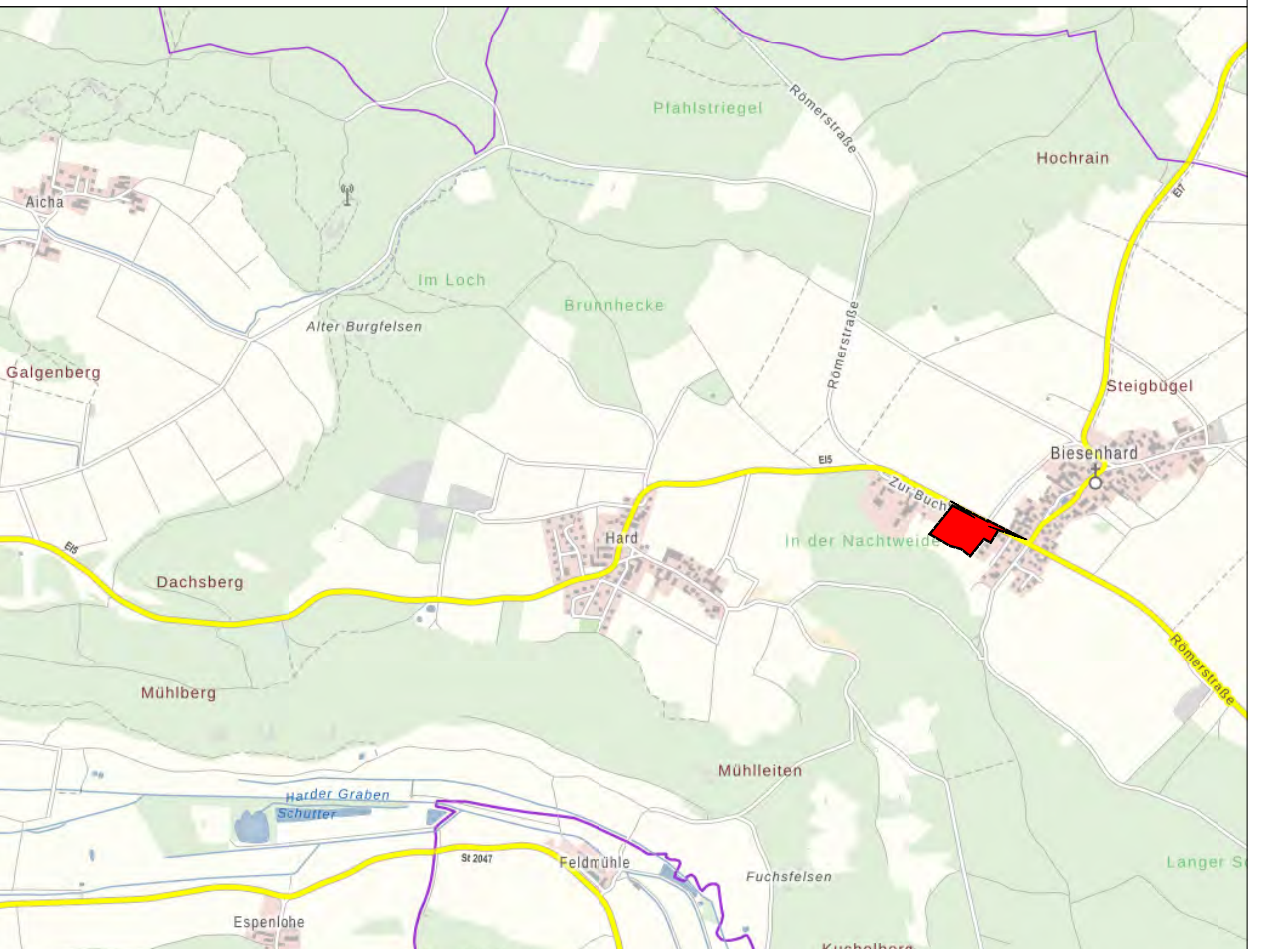 Römerstraße
Pfahlstriegel
Hochrain
EI7
Aicha
Im Loch
Brunnhecke
Alter Burgfelsen
Römerstraße
Galgenberg
Steigbügel
Biesenhard
EI5
Zur Buch
Hard
In der Nachtweide
EI5
Dachsberg
Römerstraße
Mühlberg
Mühlleiten
Harder Graben
Schutter
St 2047
Feldmühle
Fuchsfelsen
Langer
Espenlohe